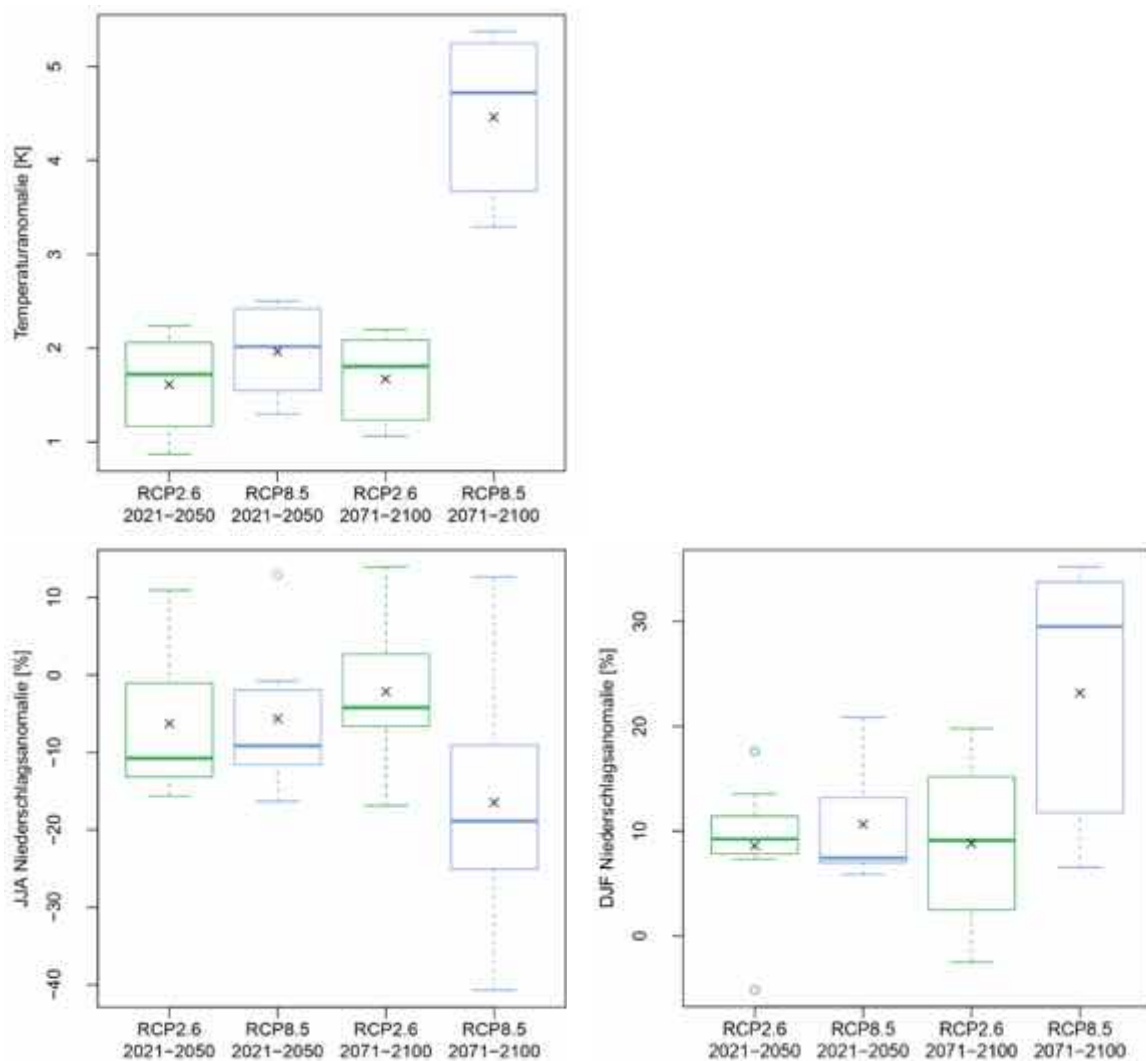 Temperaturanomalie [K]
5
4
3
2
1
RCP2.6 RCP8.5 RCP2.6 RCP8.5
2021−2050 2021−2050 2071−2100 2071−2100
JJA Niederschlagsanomalie [%]
10
0
−10
−20
−30
−40
RCP2.6 RCP8.5 RCP2.6 RCP8.5
2021−2050 2021−2050 2071−2100 2071−2100
DJF Niederschlagsanomalie [%]
30
20
10
0
RCP2.6 RCP8.5 RCP2.6 RCP8.5
2021−2050 2021−2050 2071−2100 2071−2100